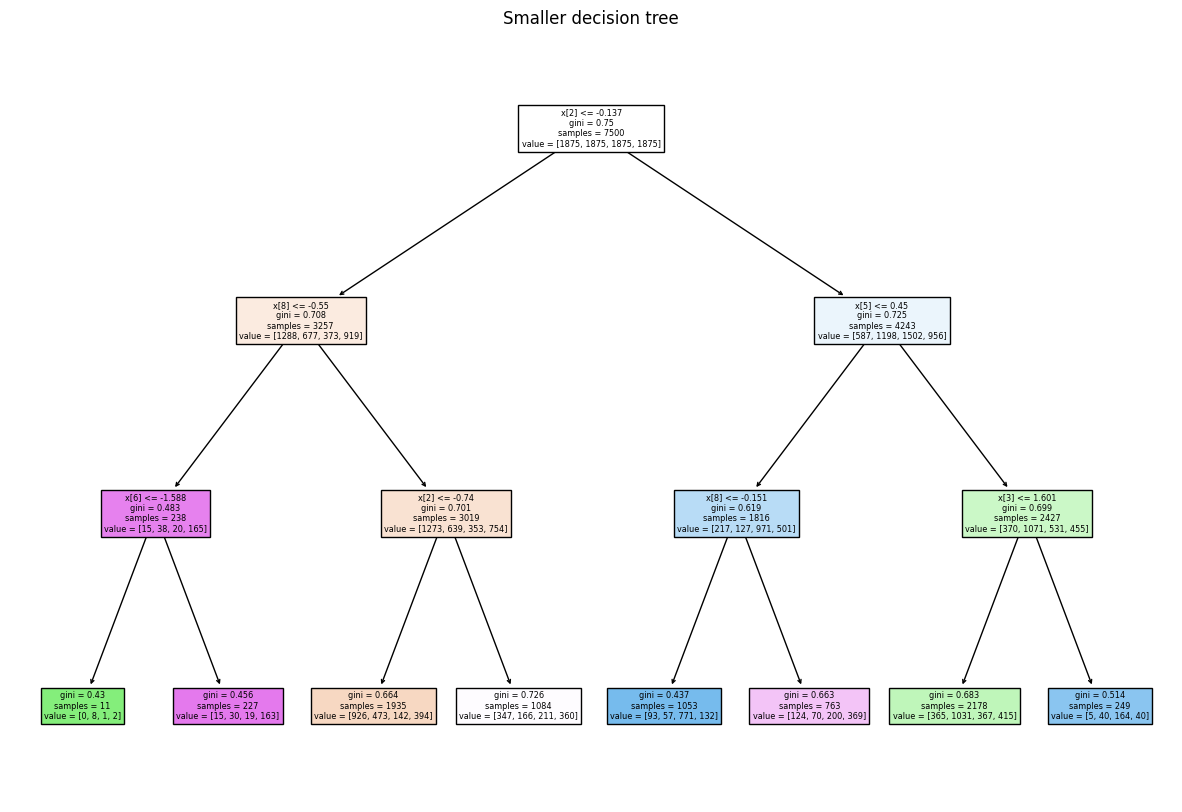 Smaller decision tree
x[2] <= -0.137
gini = 0.75
samples = 7500
value = [1875, 1875, 1875, 1875]
x[8] <= -0.55
gini = 0.708
samples = 3257
value = [1288, 677, 373, 919]
x[5] <= 0.45
gini = 0.725
samples = 4243
value = [587, 1198, 1502, 956]
x[6] <= -1.588
gini = 0.483
samples = 238
value = [15, 38, 20, 165]
x[2] <= -0.74
gini = 0.701
samples = 3019
value = [1273, 639, 353, 754]
x[8] <= -0.151
gini = 0.619
samples = 1816
value = [217, 127, 971, 501]
x[3] <= 1.601
gini = 0.699
samples = 2427
value = [370, 1071, 531, 455]
gini = 0.43
samples = 11
value = [0, 8, 1, 2]
gini = 0.456
samples = 227
value = [15, 30, 19, 163]
gini = 0.664
samples = 1935
value = [926, 473, 142, 394]
gini = 0.726
samples = 1084
value = [347, 166, 211, 360]
gini = 0.437
samples = 1053
value = [93, 57, 771, 132]
gini = 0.663
samples = 763
value = [124, 70, 200, 369]
gini = 0.683
samples = 2178
value = [365, 1031, 367, 415]
gini = 0.514
samples = 249
value = [5, 40, 164, 40]